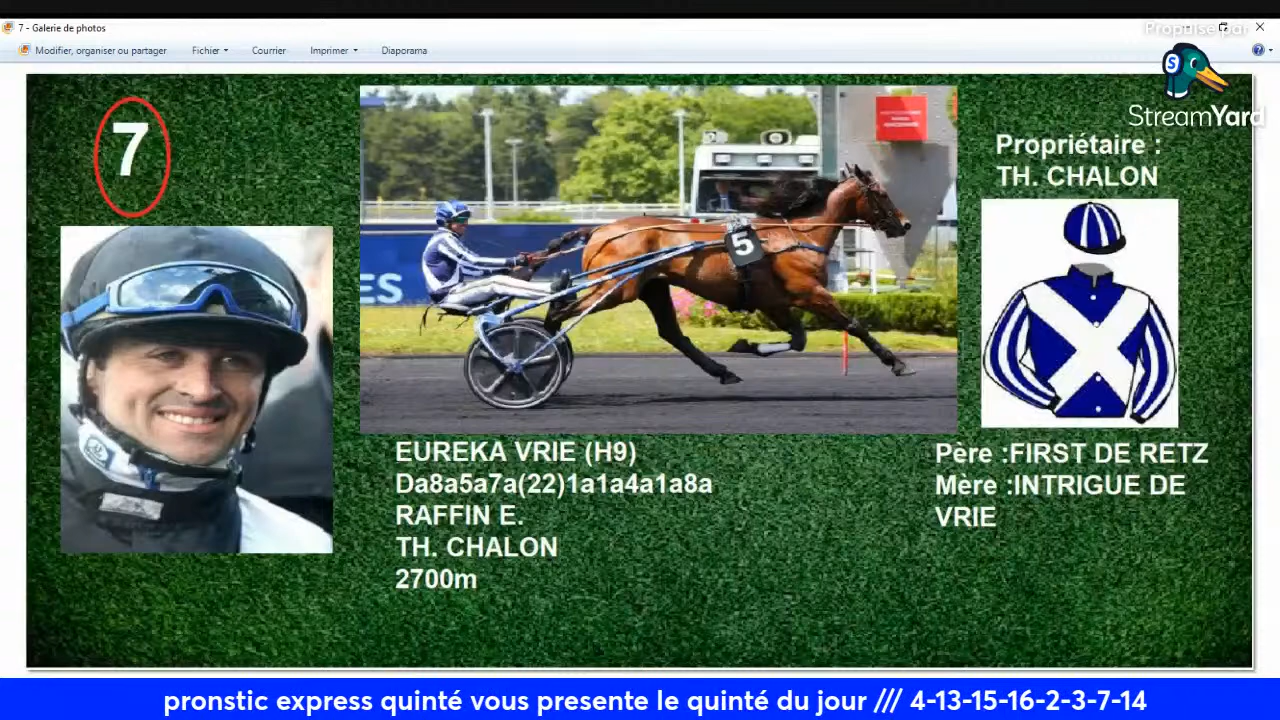 7 - Galerie de photos
Propulsé par
Modifier, organiser ou partager Fichier Courrier Imprimer Diaporama
S
StreamYard
7
Propriétaire :
TH. CHALON
5
ES
EUREKA VRIE (H9)
Da8a5a7a(22)1a1a4a1a8a
RAFFIN E.
TH. CHALON
2700m
Père :FIRST DE RETZ
Mère :INTRIGUE DE
VRIE
pronstic express quinté vous presente le quinté du jour /// 4-13-15-16-2-3-7-14